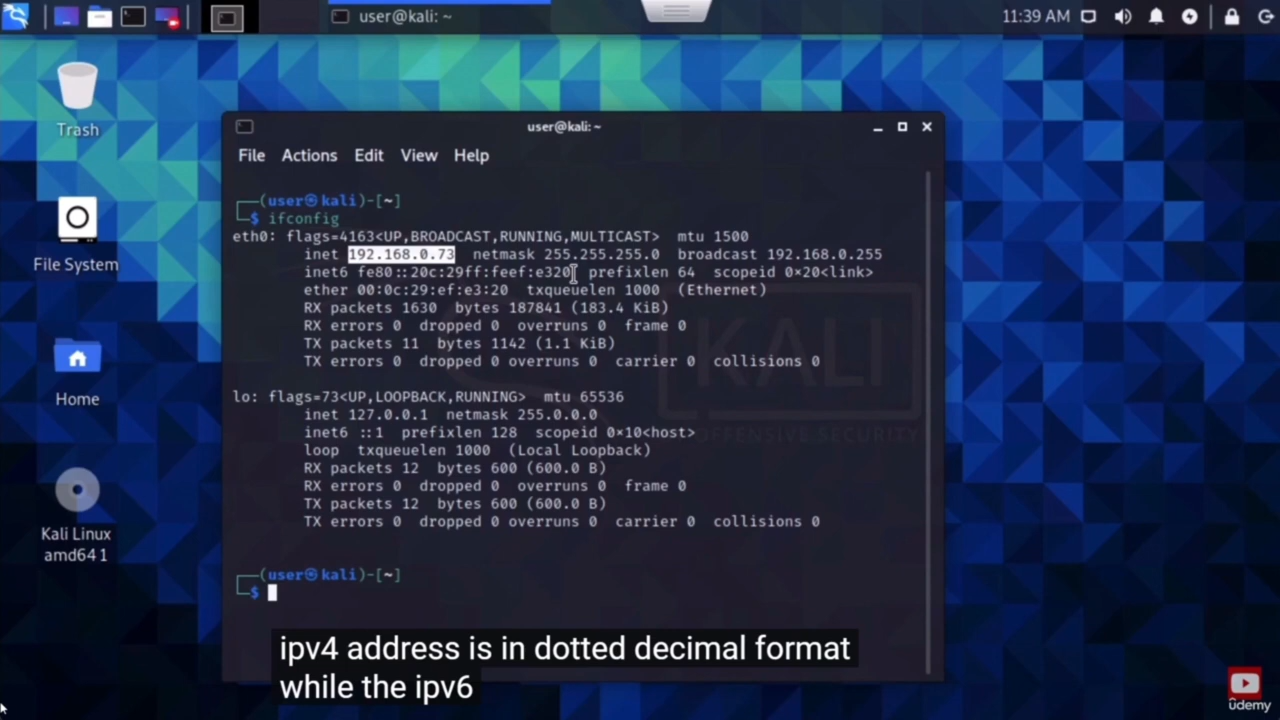 user@kali: ~
11:39 AM
Trash
File System
Home
Kali Linux
amd64 1
user@kali: ~
File Actions Edit View Help
┌──(user㉿kali)-[~]
└─$ ifconfig
eth0: flags=4163<UP,BROADCAST,RUNNING,MULTICAST>  mtu 1500
        inet 192.168.0.73  netmask 255.255.255.0  broadcast 192.168.0.255
        inet6 fe80::20c:29ff:feef:e320  prefixlen 64  scopeid 0×20<link>
        ether 00:0c:29:ef:e3:20  txqueuelen 1000  (Ethernet)
        RX packets 1630  bytes 187841 (183.4 KiB)
        RX errors 0  dropped 0  overruns 0  frame 0
        TX packets 11  bytes 1142 (1.1 KiB)
        TX errors 0  dropped 0 overruns 0  carrier 0  collisions 0
lo: flags=73<UP,LOOPBACK,RUNNING>  mtu 65536
        inet 127.0.0.1  netmask 255.0.0.0
        inet6 ::1  prefixlen 128  scopeid 0×10<host>
        loop  txqueuelen 1000  (Local Loopback)
        RX packets 12  bytes 600 (600.0 B)
        RX errors 0  dropped 0  overruns 0  frame 0
        TX packets 12  bytes 600 (600.0 B)
        TX errors 0  dropped 0 overruns 0  carrier 0  collisions 0
┌──(user㉿kali)-[~]
└─$
KALI
OFFENSIVE SECURITY
ipv4 address is in dotted decimal format
while the ipv6
ûdemy